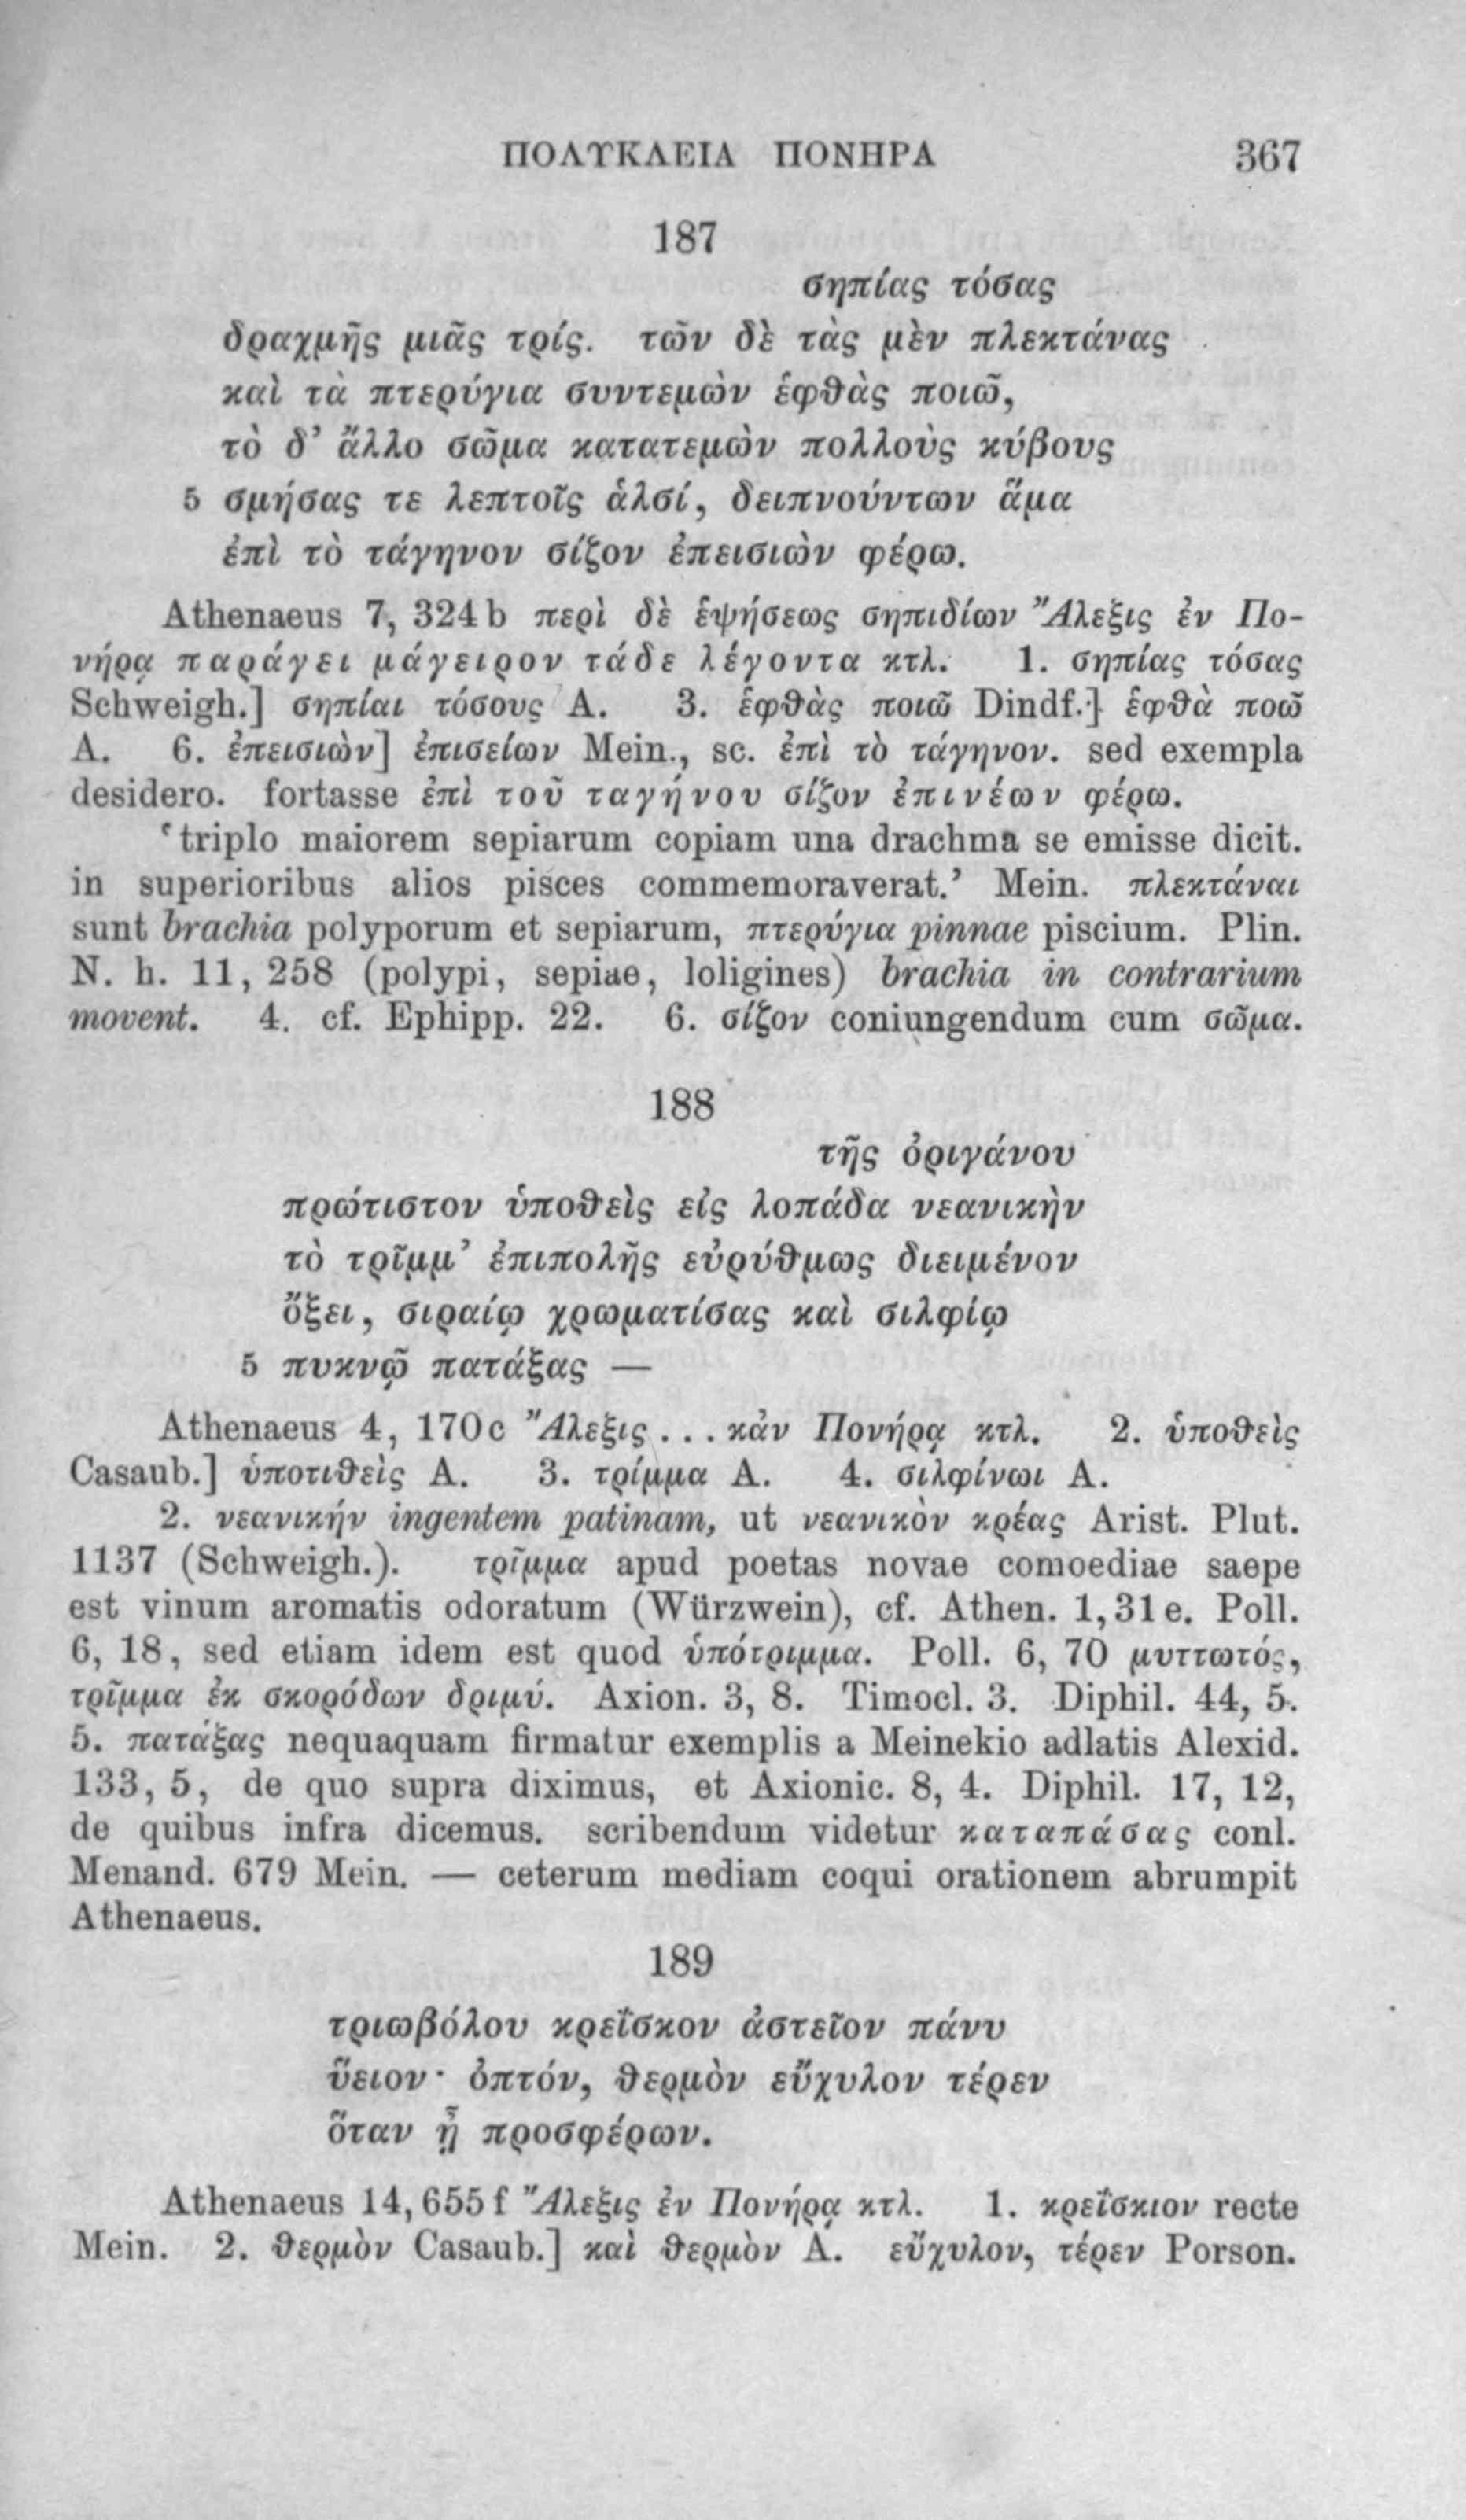 ΠΟΛΥΚΛΕΙΑ ΠΟΝΗΡΑ 367
187
σηπίας τόσας
δραχμῆς μιᾶς τρίς. τῶν δὲ τὰς μὲν πλεκτάνας
καὶ τὰ πτερύγια συντεμὼν ἑφθὰς ποιῶ,
τὸ δ’ ἄλλο σῶμα κατατεμὼν πολλοὺς κύβους
5 σμήσας τε λεπτοῖς ἁλσί, δειπνούντων ἅμα
ἐπὶ τὸ τάγηνον σίζον ἐπεισιὼν φέρω.
Athenaeus 7, 324b περὶ δὲ ἑψήσεως σηπιδίων Ἄλεξις ἐν Πο-
νήρᾳ παράγει μάγειρον τάδε λέγοντα κτλ. 1. σηπίας τόσας
Schweigh.] σηπίαι τόσους A. 3. ἑφθὰς ποιῶ Dindf.] ἑφθὰ ποῶ
A. 6. ἐπεισιὼν] ἐπισείων Mein., sc. ἐπὶ τὸ τάγηνον. sed exempla
desidero. fortasse ἐπὶ τοῦ ταγήνου σίζον ἐπινέων φέρω.
‘triplo maiorem sepiarum copiam una drachma se emisse dicit.
in superioribus alios pisces commemoraverat.’ Mein. πλεκτάναι
sunt brachia polyporum et sepiarum, πτερύγια pinnae piscium. Plin.
N. h. 11, 258 (polypi, sepiae, loligines) brachia in contrarium
movent. 4. cf. Ephipp. 22. 6. σίζον coniungendum cum σῶμα.
188
τῆς ὀριγάνου
πρώτιστον ὑποθεὶς εἰς λοπάδα νεανικὴν
τὸ τρῖμμ’ ἐπιπολῆς εὐρύθμως διειμένον
ὄξει, σιραίῳ χρωματίσας καὶ σιλφίῳ
5 πυκνῷ πατάξας —
Athenaeus 4, 170c Ἄλεξις ... κἀν Πονήρᾳ κτλ. 2. ὑποθεὶς
Casaub.] ὑποτιθεὶς A. 3. τρίμμα A. 4. σιλφίνωι A.
2. νεανικήν ingentem patinam, ut νεανικὸν κρέας Arist. Plut.
1137 (Schweigh.). τρῖμμα apud poetas novae comoediae saepe
est vinum aromatis odoratum (Würzwein), cf. Athen. 1, 31e. Poll.
6, 18, sed etiam idem est quod ὑπότριμμα. Poll. 6, 70 μυττωτός,
τρῖμμα ἐκ σκορόδων δριμύ. Axion. 3, 8. Timocl. 3. Diphil. 44, 5.
5. πατάξας nequaquam firmatur exemplis a Meinekio adlatis Alexid.
133, 5, de quo supra diximus, et Axionic. 8, 4. Diphil. 17, 12,
de quibus infra dicemus. scribendum videtur καταπάσας conl.
Menand. 679 Mein. — ceterum mediam coqui orationem abrumpit
Athenaeus.
189
τριωβόλου κρεΐσκον ἀστεῖον πάνυ
ὕειον· ὀπτόν, θερμὸν εὔχυλον τέρεν
ὅταν ᾖ προσφέρων.
Athenaeus 14, 655f Ἄλεξις ἐν Πονήρᾳ κτλ. 1. κρεΐσκιον recte
Mein. 2. θερμὸν Casaub.] καὶ θερμὸν A. εὔχυλον, τέρεν Porson.